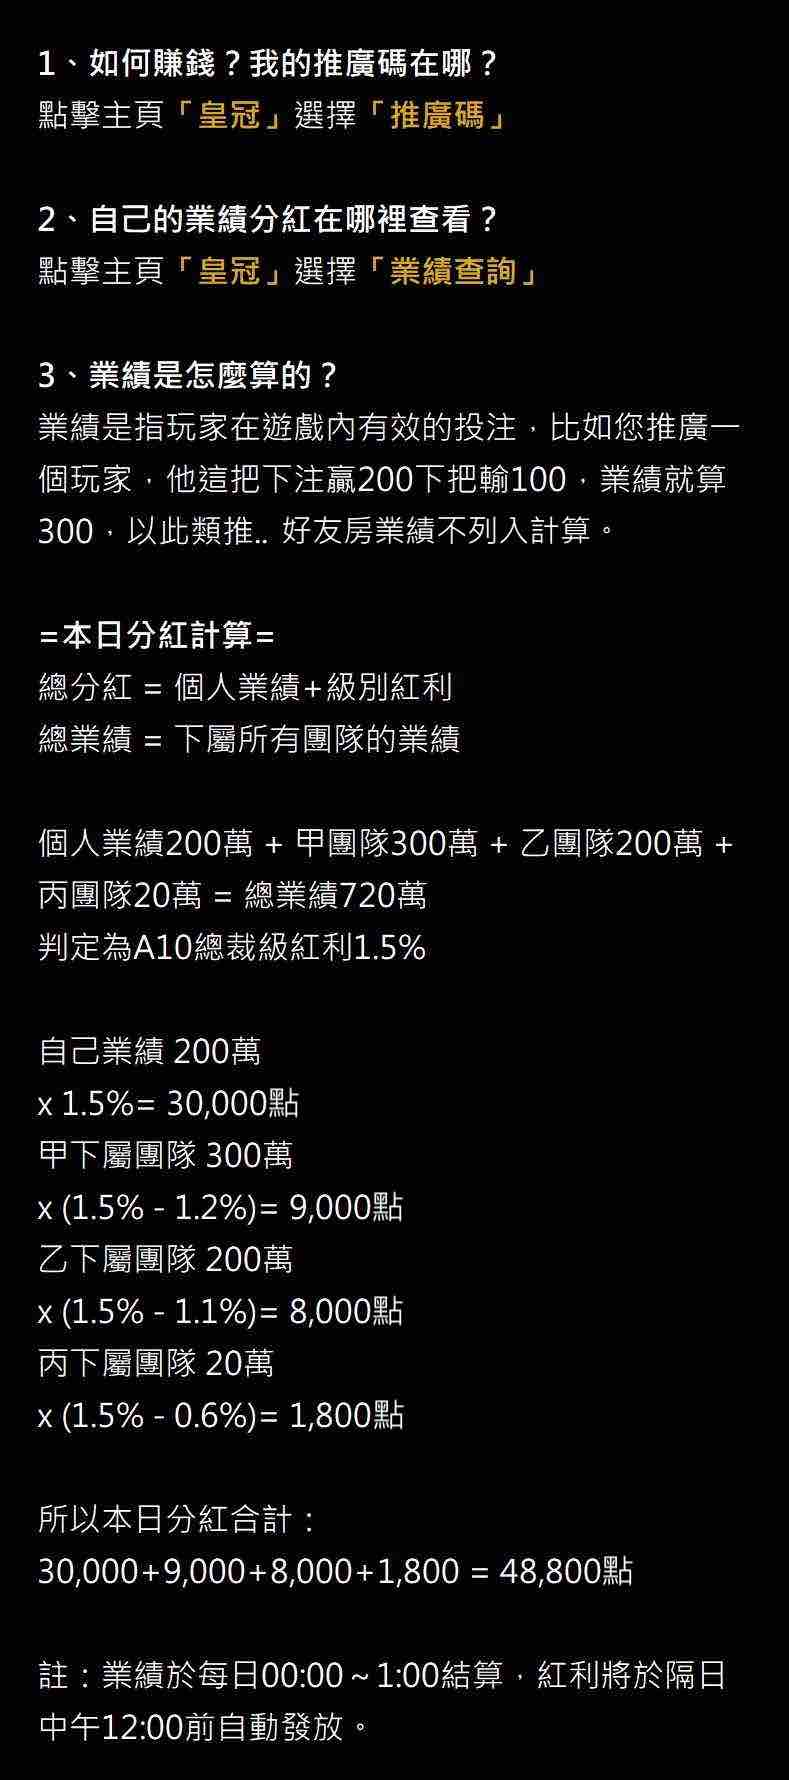 1、如何賺錢？我的推廣碼在哪？
點擊主頁「皇冠」選擇「推廣碼」
2、自己的業績分紅在哪裡查看？
點擊主頁「皇冠」選擇「業績查詢」
3、業績是怎麼算的？
業績是指玩家在遊戲內有效的投注，比如您推廣一
個玩家，他這把下注贏200下把輸100，業績就算
300，以此類推.. 好友房業績不列入計算。
=本日分紅計算=
總分紅 = 個人業績+級別紅利
總業績 = 下屬所有團隊的業績
個人業績200萬 + 甲團隊300萬 + 乙團隊200萬 +
丙團隊20萬 = 總業績720萬
判定為A10總裁級紅利1.5%
自己業績 200萬
x 1.5%= 30,000點
甲下屬團隊 300萬
x (1.5% - 1.2%)= 9,000點
乙下屬團隊 200萬
x (1.5% - 1.1%)= 8,000點
丙下屬團隊 20萬
x (1.5% - 0.6%)= 1,800點
所以本日分紅合計：
30,000+9,000+8,000+1,800 = 48,800點
註：業績於每日00:00～1:00結算，紅利將於隔日
中午12:00前自動發放。